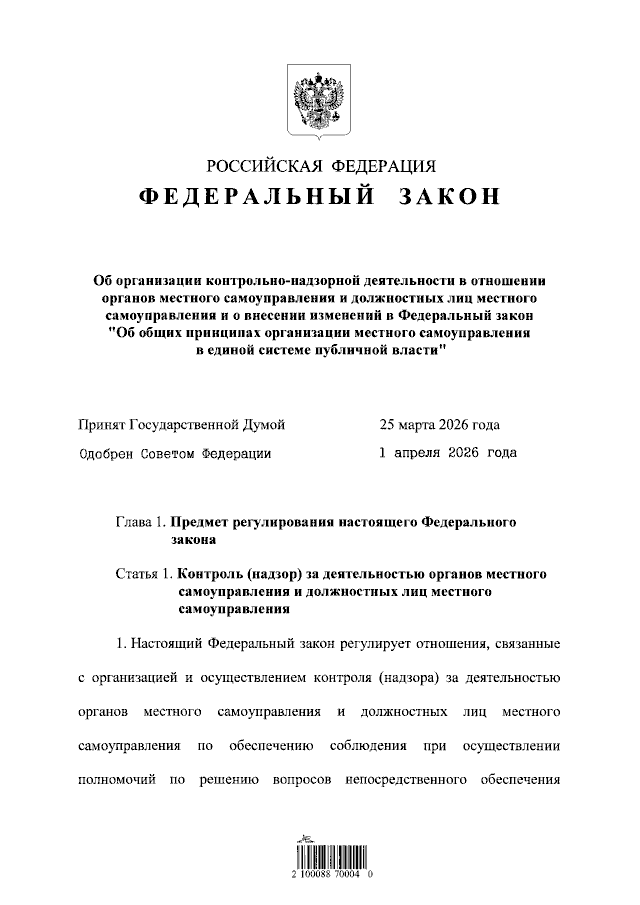 РОССИЙСКАЯ ФЕДЕРАЦИЯ
ФЕДЕРАЛЬНЫЙ ЗАКОН
Об организации контрольно-надзорной деятельности в отношении
органов местного самоуправления и должностных лиц местного
самоуправления и о внесении изменений в Федеральный закон
"Об общих принципах организации местного самоуправления
в единой системе публичной власти"
Принят Государственной Думой 25 марта 2026 года
Одобрен Советом Федерации 1 апреля 2026 года
Глава 1. Предмет регулирования настоящего Федерального
закона
Статья 1. Контроль (надзор) за деятельностью органов местного
самоуправления и должностных лиц местного
самоуправления
1. Настоящий Федеральный закон регулирует отношения, связанные
с организацией и осуществлением контроля (надзора) за деятельностью
органов местного самоуправления и должностных лиц местного
самоуправления по обеспечению соблюдения при осуществлении
полномочий по решению вопросов непосредственного обеспечения
2 100088 70004 0